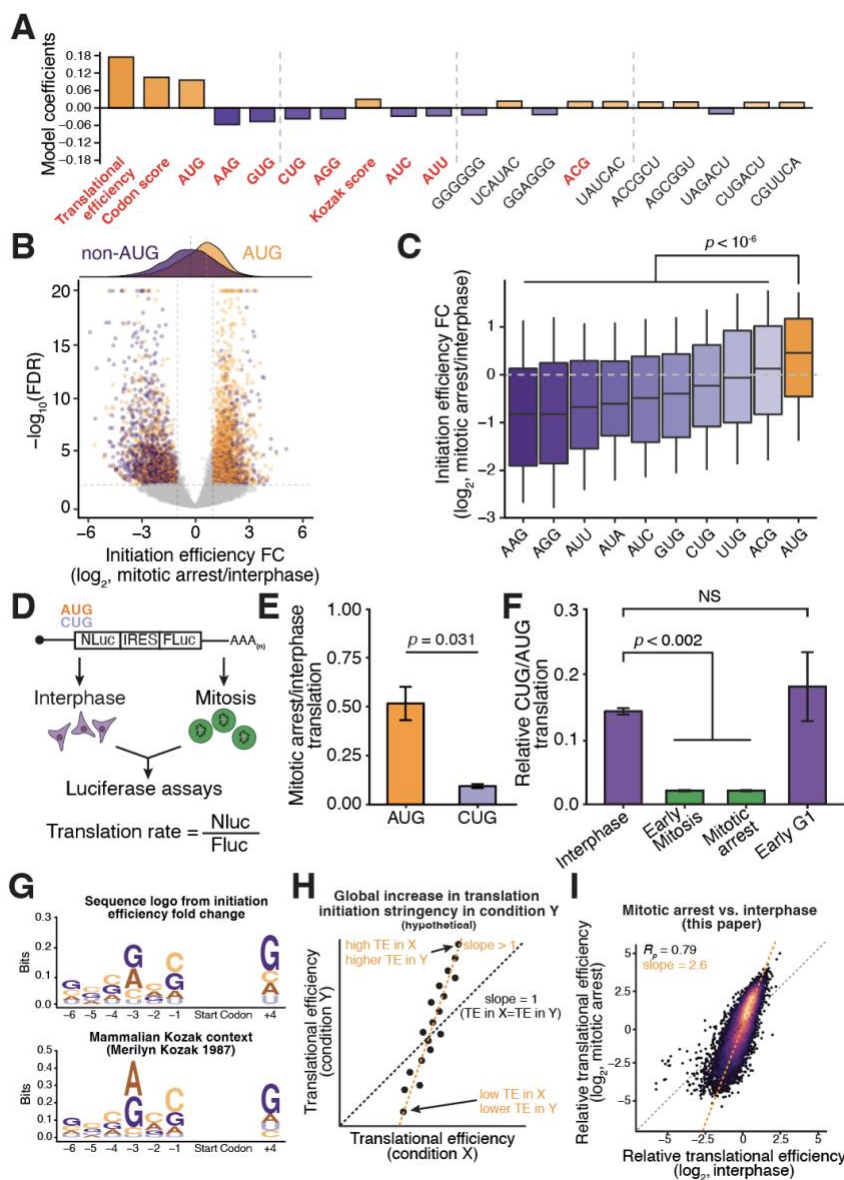 A
Model coefficients
0.18
0.12
0.06
0.00
−0.06
−0.12
−0.18
Translational efficiency
Codon score
AUG
AAG
GUG
CUG
AGG
Kozak score
AUC
AUU
GGGGGG
UCAUAC
GGAGGG
ACG
UAUCAC
ACCGCU
AGCGGU
UAGACU
CUGACU
CGUUCA
B
non-AUG
AUG
−log10(FDR)
20
15
10
5
0
−6 −3 0 3 6
Initiation efficiency FC
(log2, mitotic arrest/interphase)
C
p < 10-6
Initiation efficiency FC
(log2, mitotic arrest/interphase)
1
0
−1
−2
−3
AAG
AGG
AUU
AUA
AUC
GUG
CUG
UUG
ACG
AUG
D
AUG
CUG
NLuc IRES FLuc AAA(n)
Interphase Mitosis
Luciferase assays
Translation rate = Nluc
Fluc
E
Mitotic arrest/interphase
translation
1.00
0.75
0.50
0.25
0.00
p = 0.031
AUG CUG
F
Relative CUG/AUG
translation
0.3
0.2
0.1
0.0
NS
p < 0.002
Interphase
Early Mitosis
Mitotic arrest
Early G1
G
Sequence logo from initiation
efficiency fold change
Bits
0.3
0.2
0.1
0.0
−6 −5 −4 −3 −2 −1 Start Codon +4
Mammalian Kozak context
(Merilyn Kozak 1987)
Bits
0.4
0.3
0.2
0.1
0.0
−6 −5 −4 −3 −2 −1 Start Codon +4
H
Global increase in translation
initiation stringency in condition Y
(hypothetical)
high TE in X
higher TE in Y
slope > 1
slope = 1
(TE in X=TE in Y)
low TE in X
lower TE in Y
Translational efficiency
(condition Y)
Translational efficiency
(condition X)
I
Mitotic arrest vs. interphase
(this paper)
Rp = 0.79
slope = 2.6
Relative translational efficiency
(log2, mitotic arrest)
5
2.5
0
−2.5
−5
−5 −2.5 0 2.5 5
Relative translational efficiency
(log2, interphase)